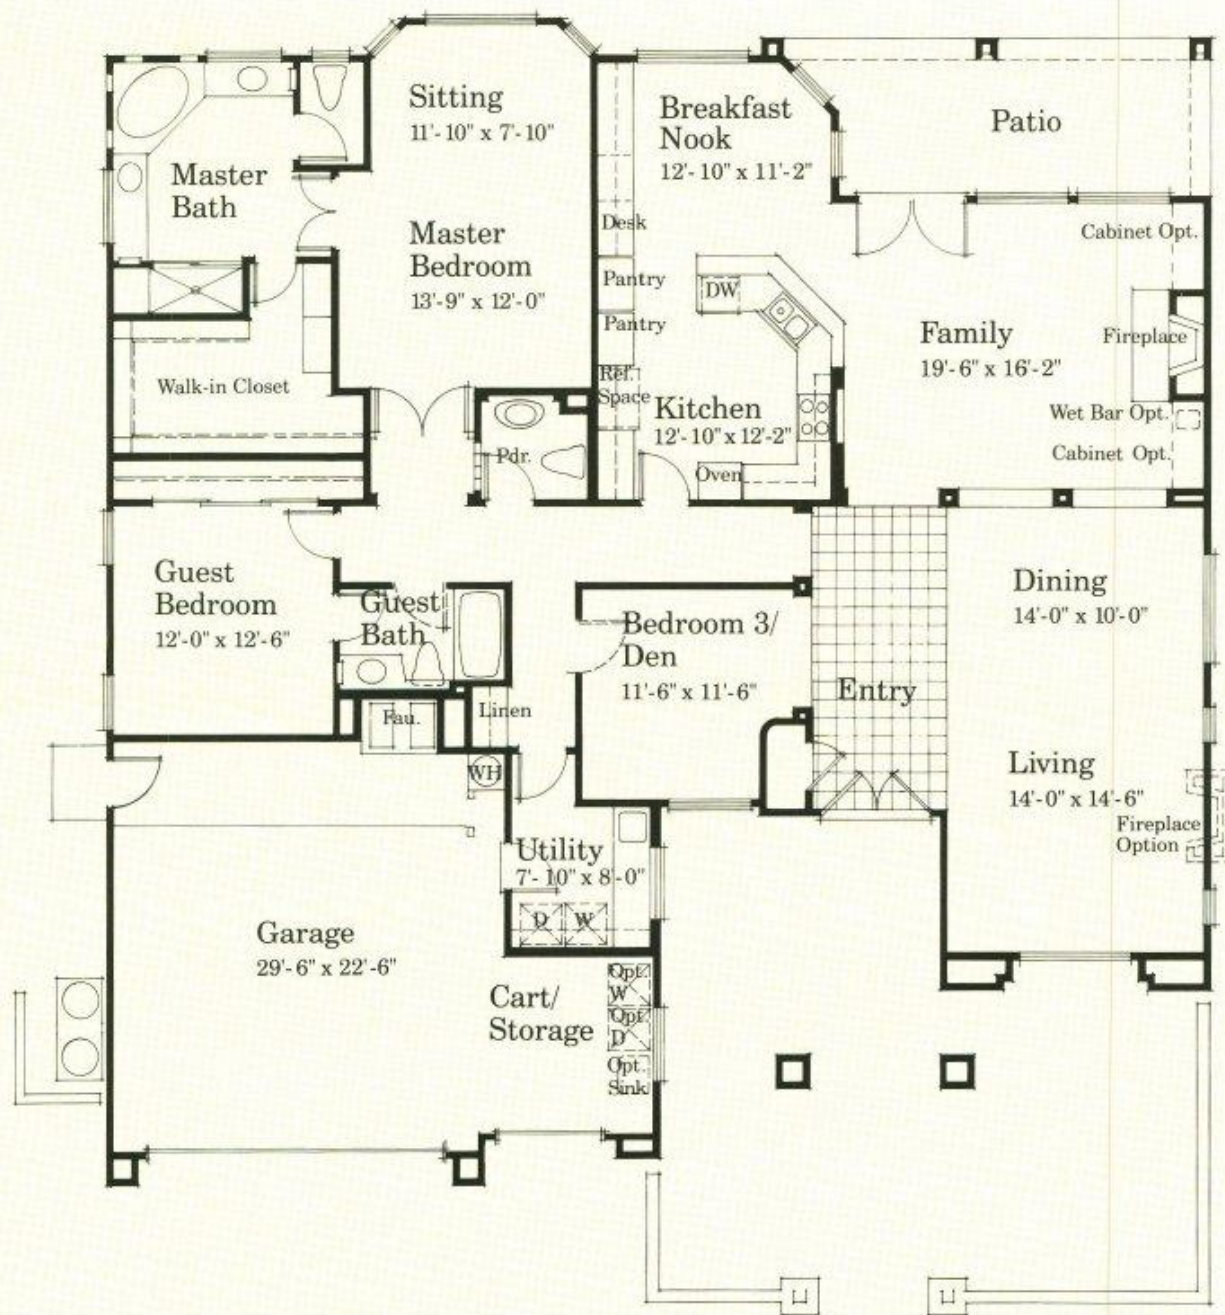 Sitting
11'-10" x 7'-10"
Breakfast
Nook
12'-10" x 11'-2"
Patio
Master
Bath
Master
Bedroom
13'-9" x 12'-0"
Desk
Pantry
Pantry
Ref.
Space
DW
Cabinet Opt.
Family
19'-6" x 16'-2"
Fireplace
Wet Bar Opt.
Cabinet Opt.
Walk-in Closet
Kitchen
12'-10" x 12'-2"
Pdr.
Oven
Guest
Bedroom
12'-0" x 12'-6"
Guest
Bath
Bedroom 3/
Den
11'-6" x 11'-6"
Dining
14'-0" x 10'-0"
Entry
Fau.
Linen
WH
Living
14'-0" x 14'-6"
Fireplace
Option
Utility
7'-10" x 8'-0"
D W
Garage
29'-6" x 22'-6"
Cart/
Storage
Opt.
W
Opt.
D
Opt.
Sink